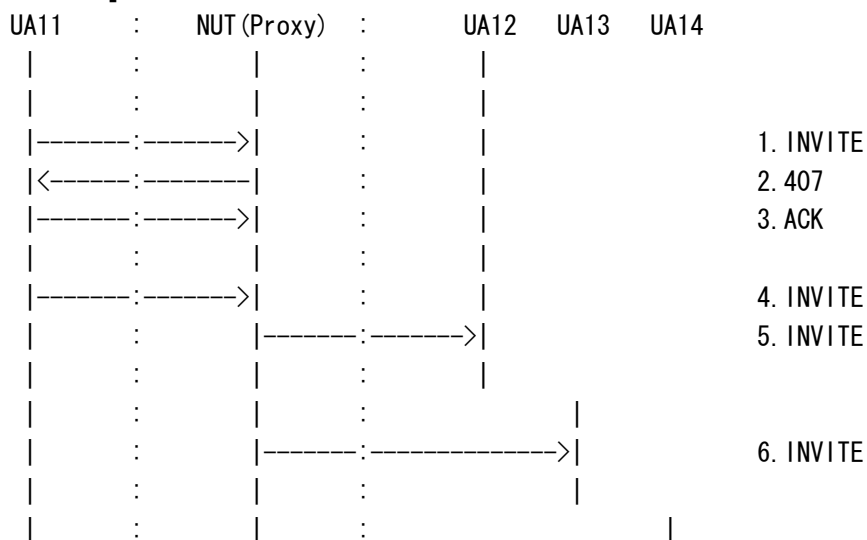 UA11 : NUT(Proxy) : UA12 UA13 UA14
| : | : |
| : | : |
|------:------->| : | 1. INVITE
|<------:--------| : | 2. 407
|------:------->| : | 3. ACK
| : | : |
|------:------->| : | 4. INVITE
| : |------:------->| 5. INVITE
| : | : |
| : | : |
| : |------:-------------->| 6. INVITE
| : | : |
| : | : |